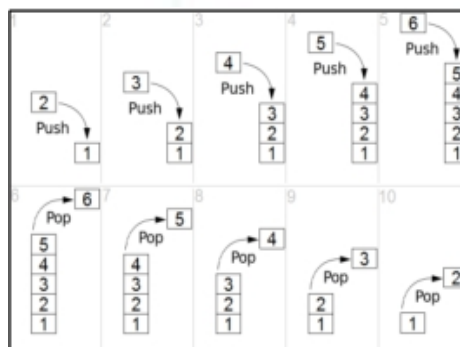 1 2 3 4 5
2 Push 1
3 Push 2 1
4 Push 3 2 1
5 Push 4 3 2 1
6 Push 5 4 3 2 1
6 7 8 9 10
6 Pop 5 4 3 2 1
5 Pop 4 3 2 1
4 Pop 3 2 1
3 Pop 2 1
2 Pop 1